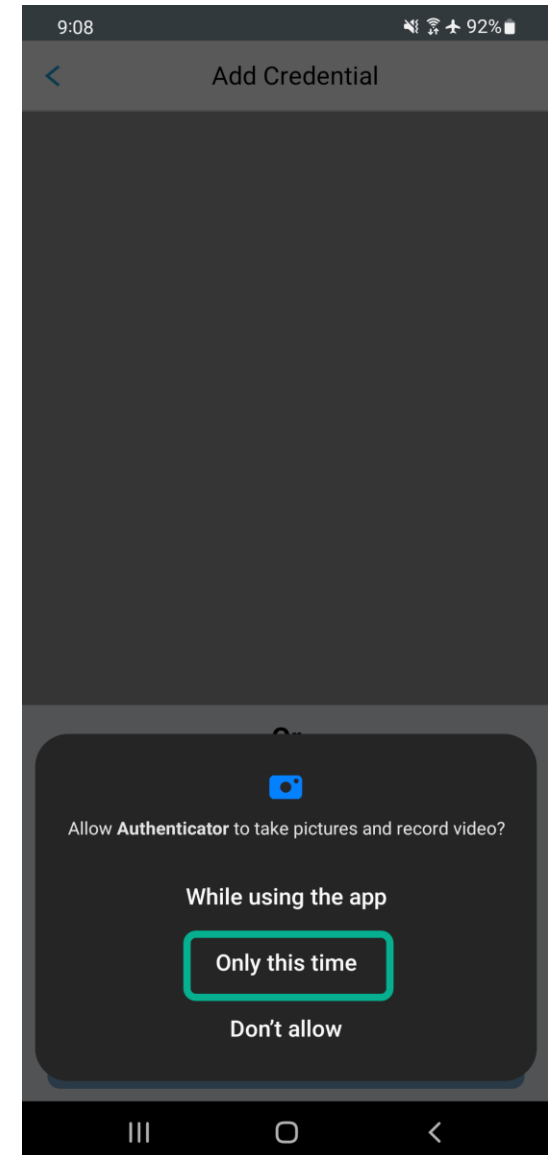 9:08 92%
Add Credential
Or
Allow Authenticator to take pictures and record video?
While using the app
Only this time
Don't allow